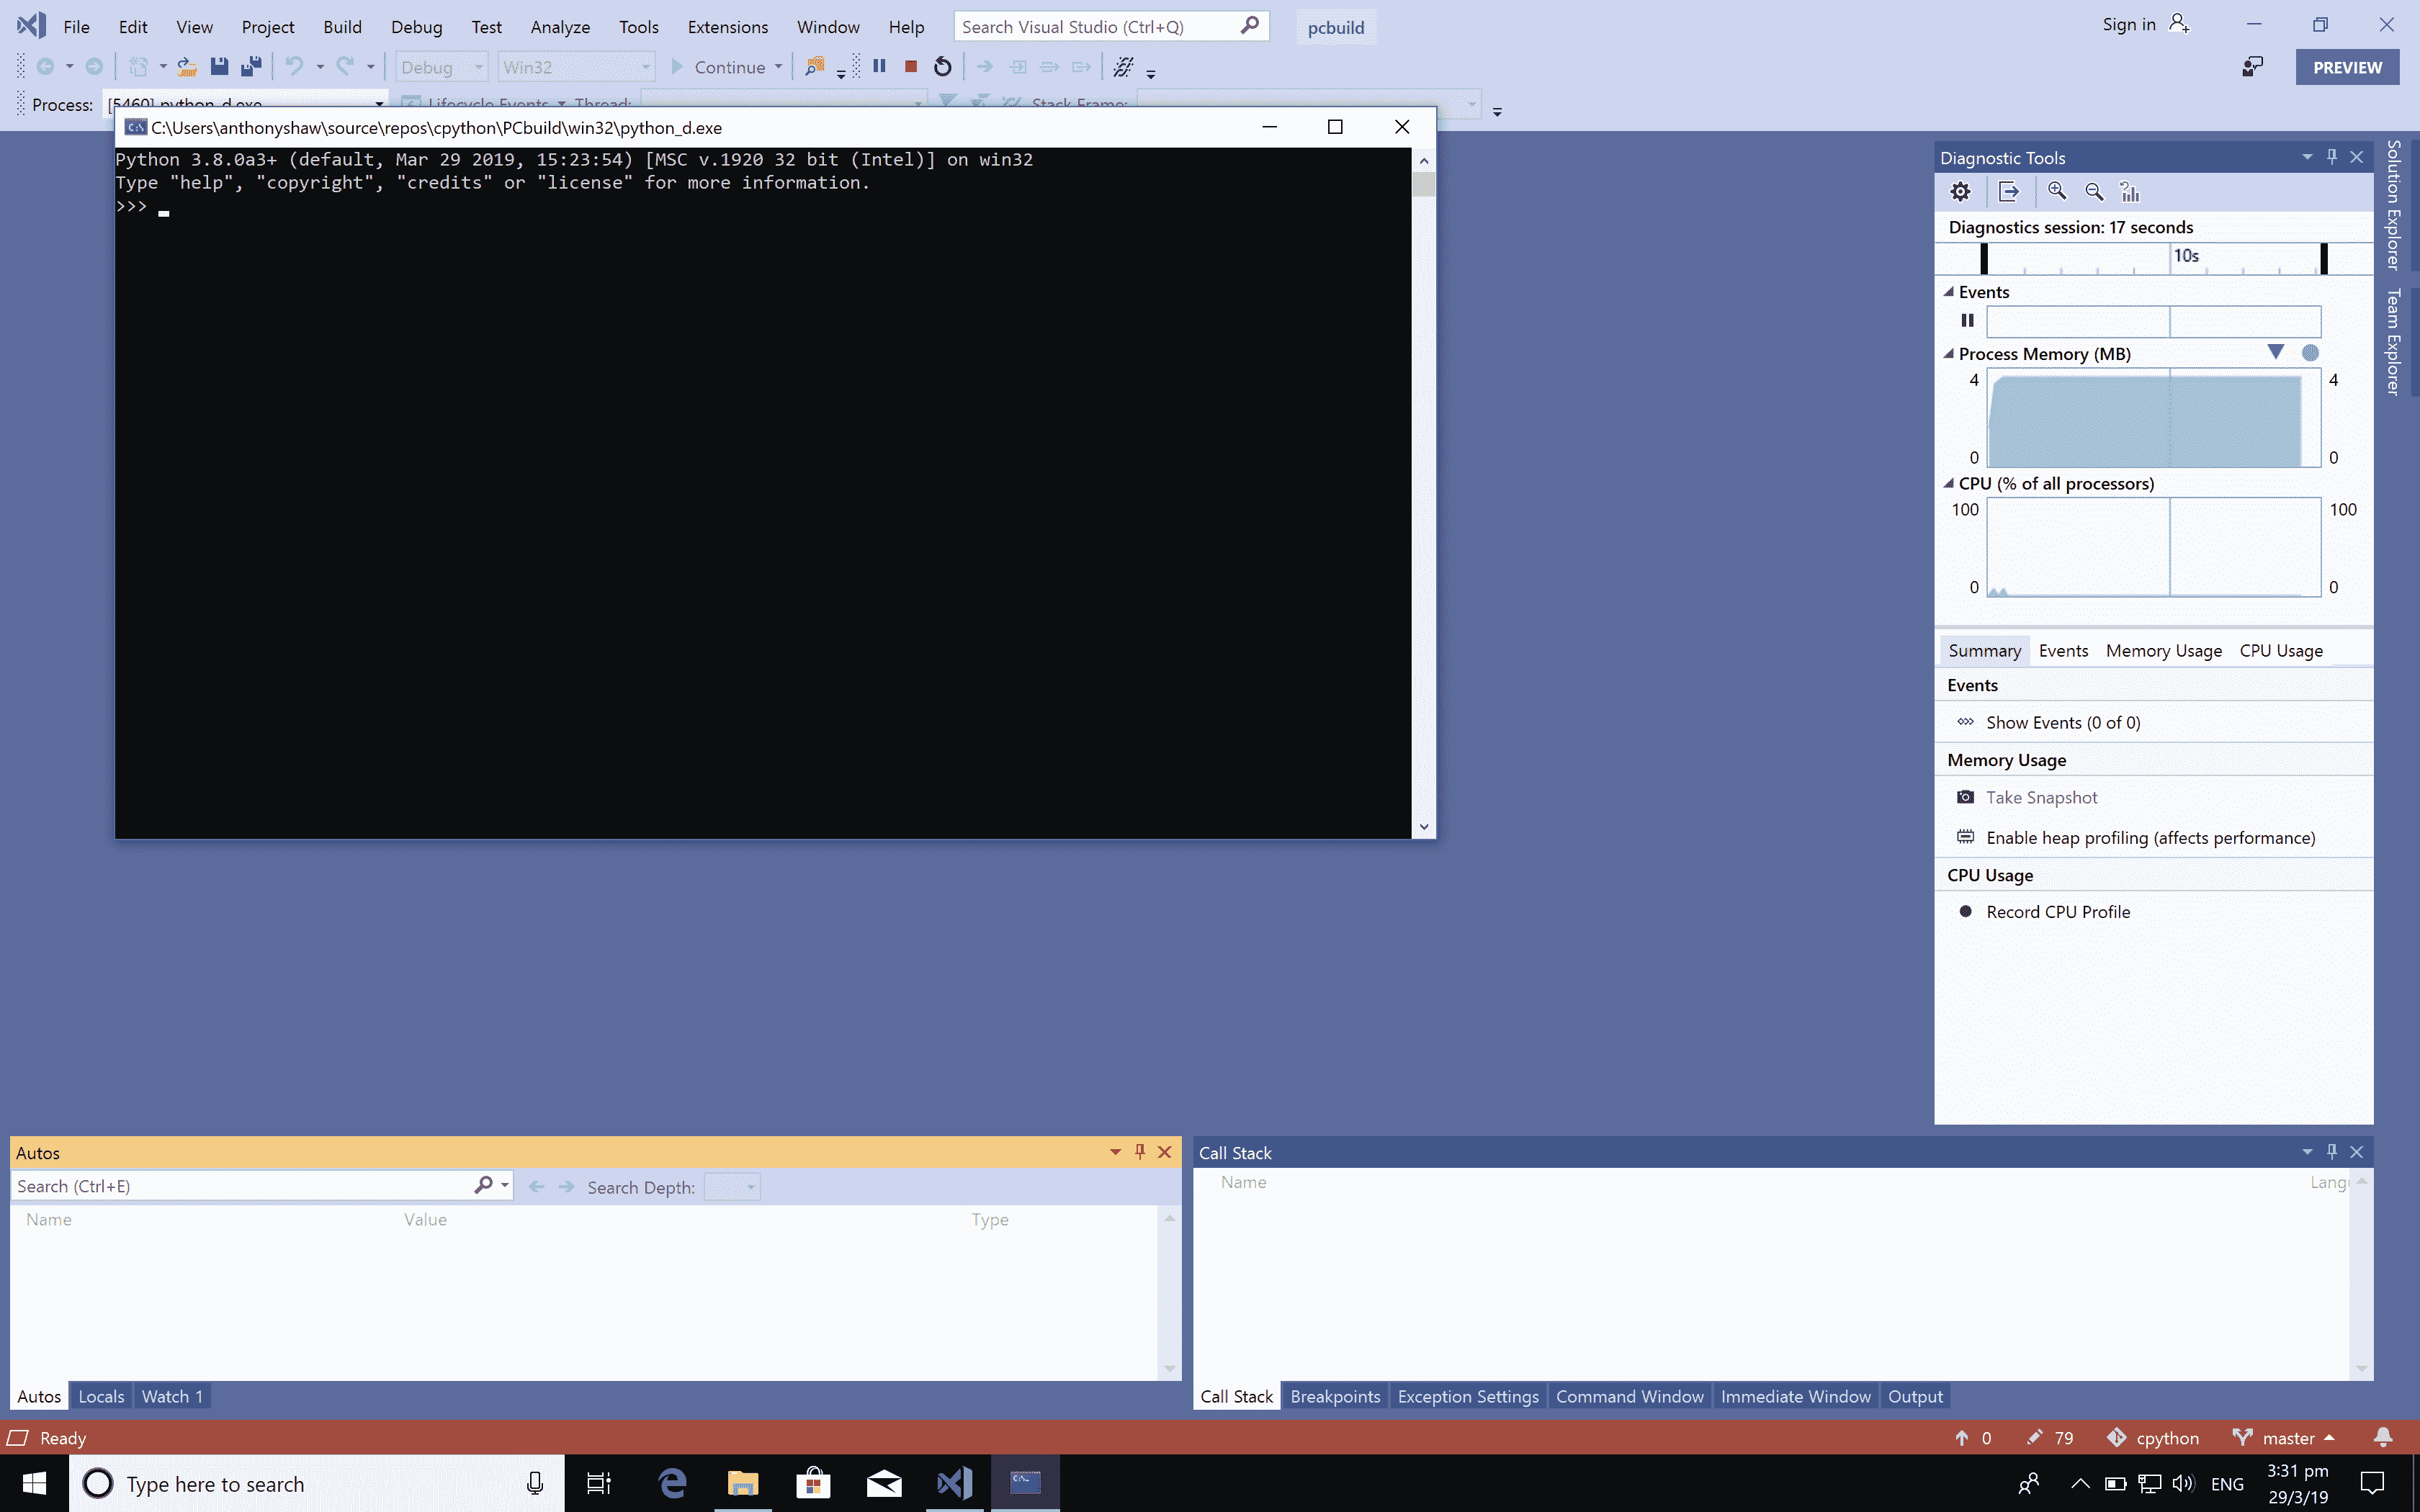 File Edit View Project Build Debug Test Analyze Tools Extensions Window Help Search Visual Studio (Ctrl+Q) pcbuild Sign in
Debug Win32 Continue PREVIEW
Process: [5460] python_d.exe Lifecycle Events Thread: Stack Frame:
C:\Users\anthonyshaw\source\repos\cpython\PCbuild\win32\python_d.exe
Python 3.8.0a3+ (default, Mar 29 2019, 15:23:54) [MSC v.1920 32 bit (Intel)] on win32
Type "help", "copyright", "credits" or "license" for more information.
>>>
Diagnostic Tools
Diagnostics session: 17 seconds
10s
Events
Process Memory (MB)
4 4
0 0
CPU (% of all processors)
100 100
0 0
Summary Events Memory Usage CPU Usage
Events
Show Events (0 of 0)
Memory Usage
Take Snapshot
Enable heap profiling (affects performance)
CPU Usage
Record CPU Profile
Solution Explorer
Team Explorer
Autos
Search (Ctrl+E) Search Depth:
Name Value Type
Autos Locals Watch 1
Call Stack
Name Lang
Call Stack Breakpoints Exception Settings Command Window Immediate Window Output
Ready 0 79 cpython master
Type here to search ENG 3:31 pm
29/3/19